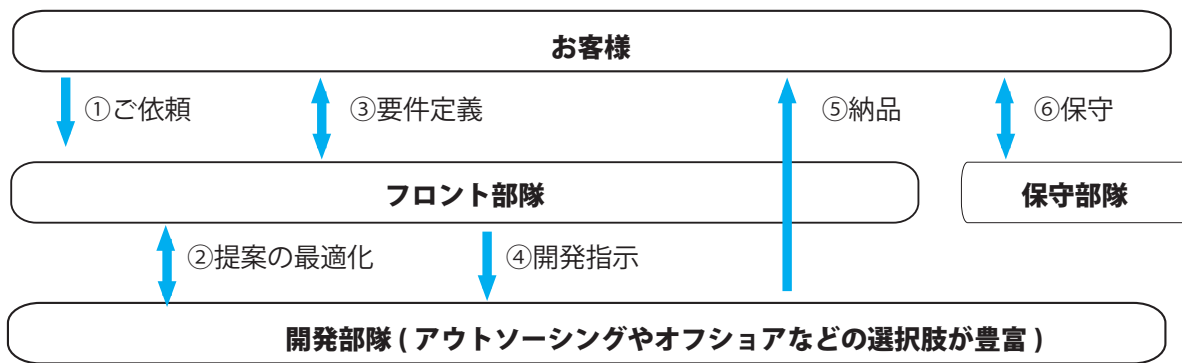 お客様
①ご依頼
③要件定義
⑤納品
⑥保守
フロント部隊
保守部隊
②提案の最適化
④開発指示
開発部隊 ( アウトソーシングやオフショアなどの選択肢が豊富 )